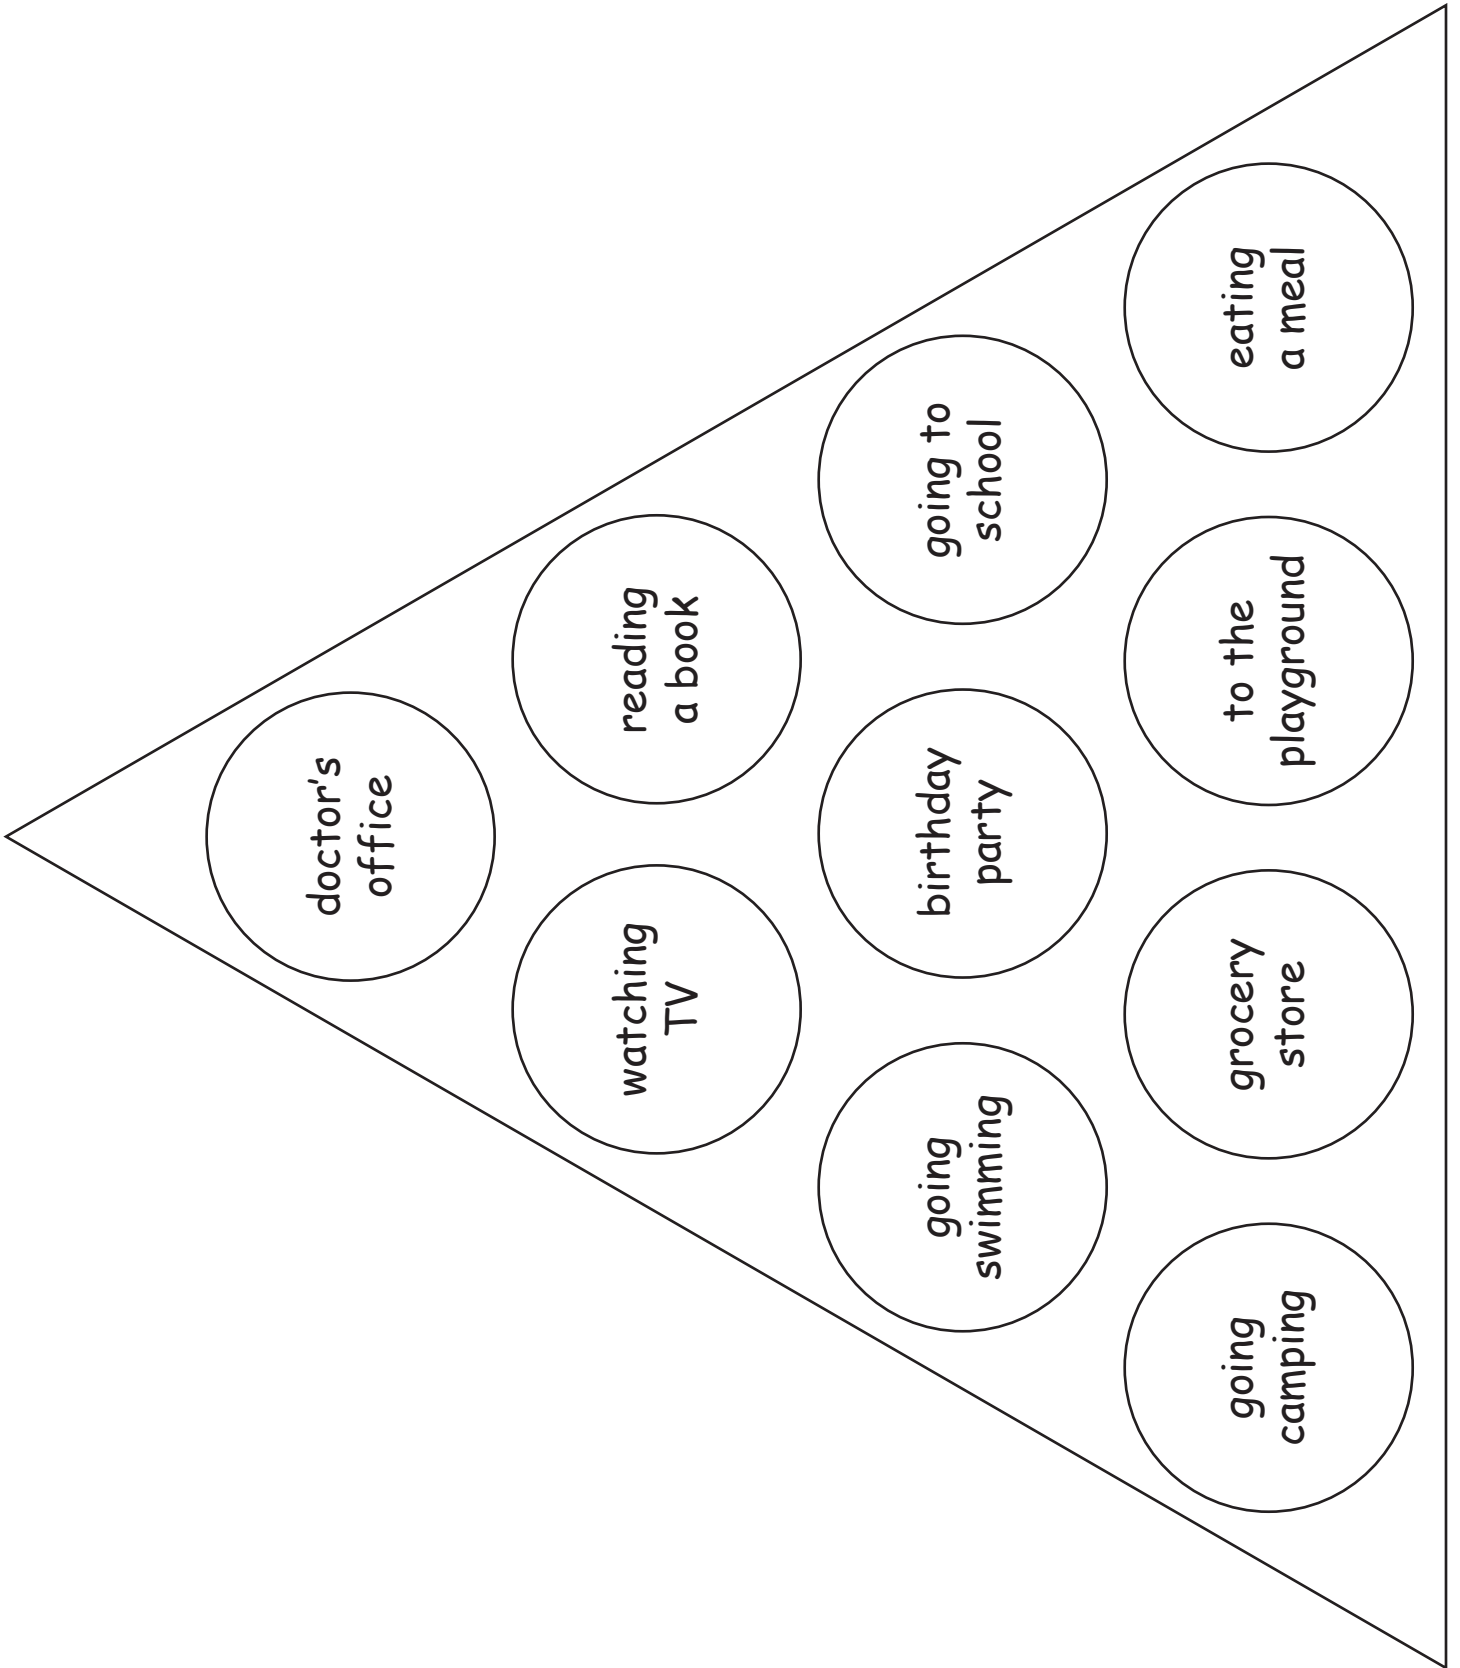 doctor's
office
watching
TV
reading
a book
going
swimming
birthday
party
going to
school
going
camping
grocery
store
to the
playground
eating
a meal